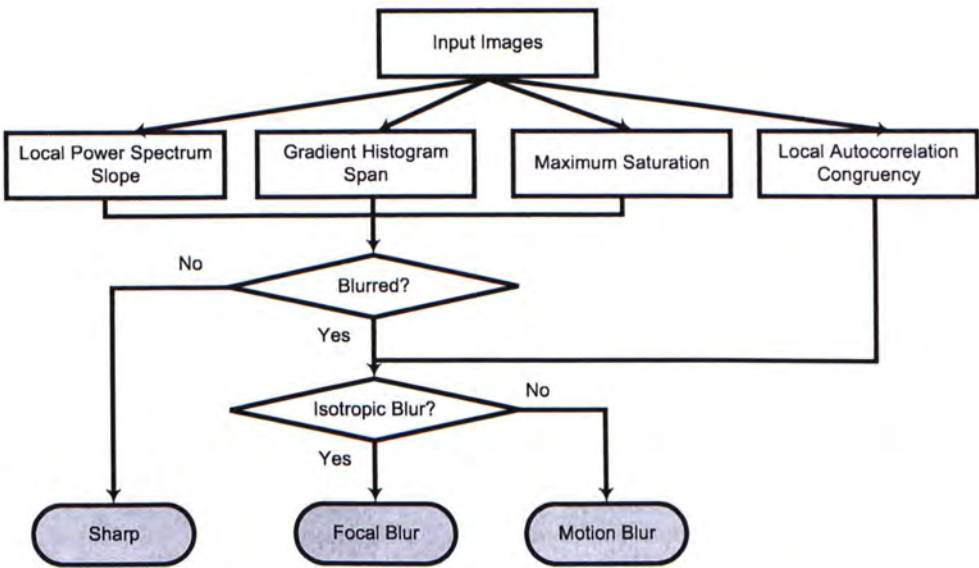 Input Images
Local Power Spectrum
Slope
Gradient Histogram
Span
Maximum Saturation
Local Autocorrelation
Congruency
No
Blurred?
Yes
Isotropic Blur?
No
Yes
Sharp
Focal Blur
Motion Blur